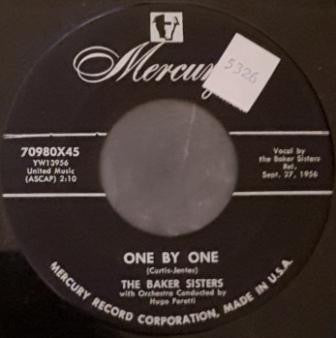 Mercury
5326
70980X45
YW13956
United Music
(ASCAP) 2:10
Vocal by
the Baker Sisters
Rel.
Sept. 27, 1956
ONE BY ONE
(Curtis-Jentes)
THE BAKER SISTERS
with Orchestra Conducted by
Hugo Peretti
MERCURY RECORD CORPORATION, MADE IN U.S.A.